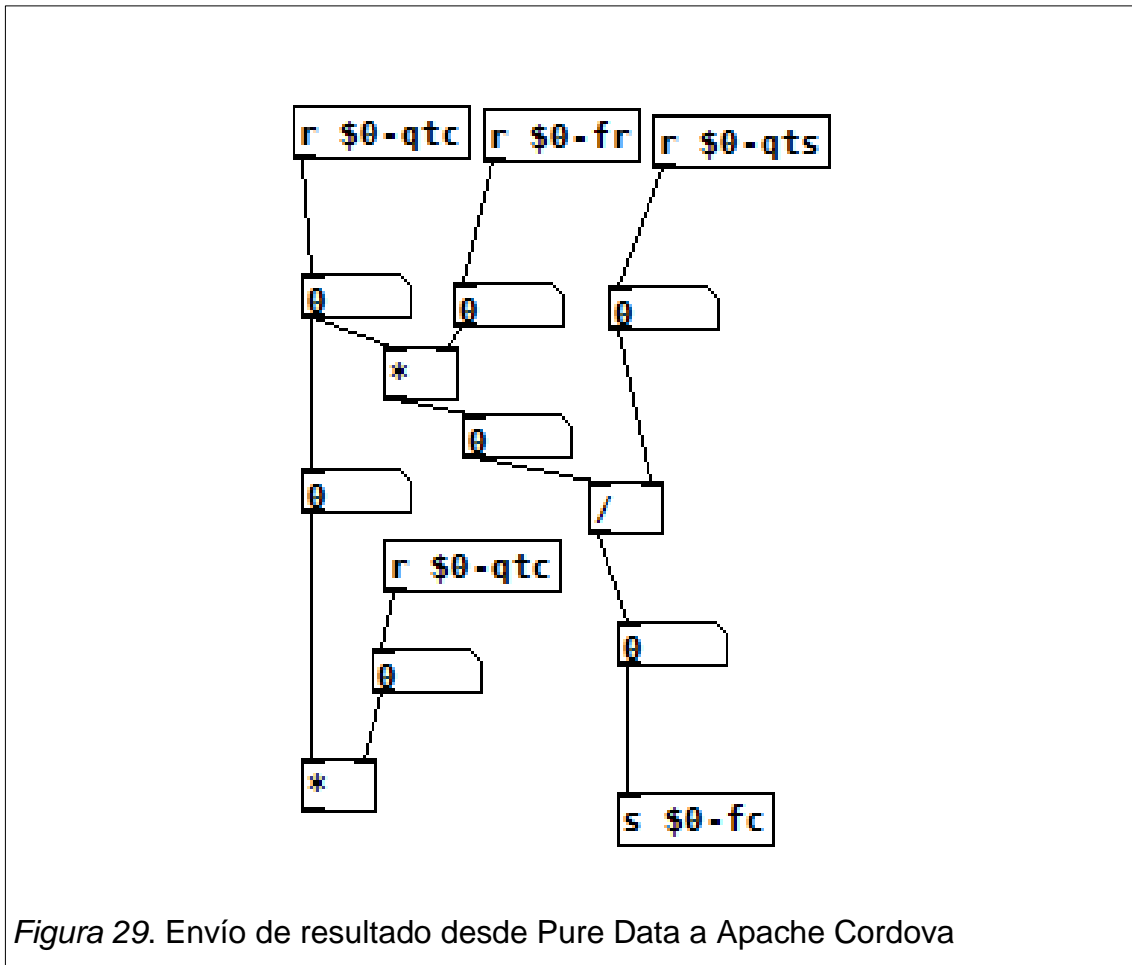 r $0-qtc
r $0-fr
r $0-qts
0
0
0
*
0
0
/
r $0-qtc
0
0
*
s $0-fc
Figura 29. Envío de resultado desde Pure Data a Apache Cordova